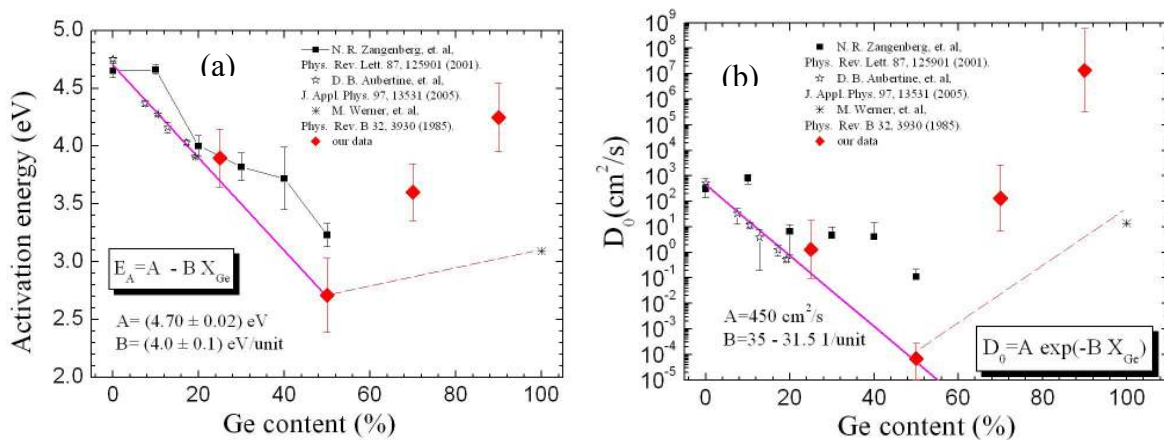 5.0
4.5
4.0
3.5
3.0
2.5
2.0
Activation energy (eV)
(a)
N. R. Zangenberg, et. al,
Phys. Rev. Lett. 87, 125901 (2001).
D. B. Aubertine, et. al,
J. Appl. Phys. 97, 13531 (2005).
M. Werner, et. al,
Phys. Rev. B 32, 3930 (1985).
our data
E_A=A - B X_Ge
A= (4.70 ± 0.02) eV
B= (4.0 ± 0.1) eV/unit
0 20 40 60 80 100
Ge content (%)
10^9
10^8
10^7
10^6
10^5
10^4
10^3
10^2
10^1
10^0
10^-1
10^-2
10^-3
10^-4
10^-5
D_0(cm^2/s)
(b)
N. R. Zangenberg, et. al,
Phys. Rev. Lett. 87, 125901 (2001).
D. B. Aubertine, et. al,
J. Appl. Phys. 97, 13531 (2005).
M. Werner, et. al,
Phys. Rev. B 32, 3930 (1985).
our data
A=450 cm^2/s
B=35 - 31.5 1/unit
D_0=A exp(-B X_Ge)
0 20 40 60 80 100
Ge content (%)